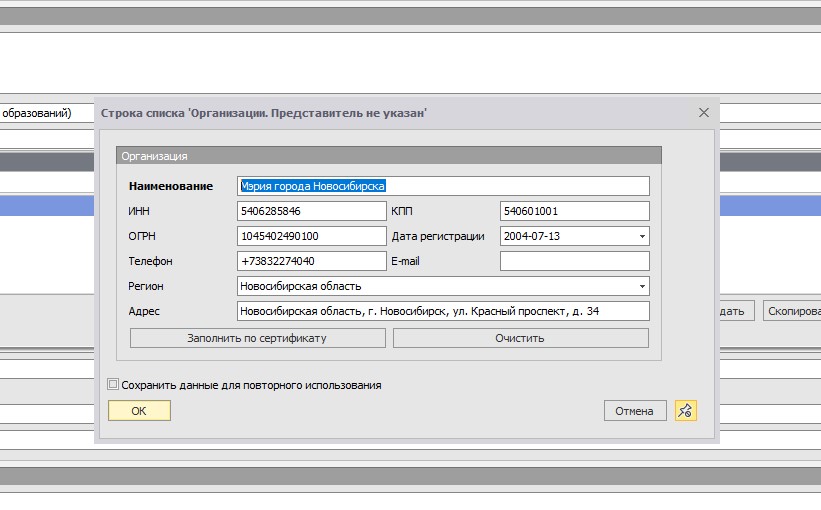 образований)
Строка списка 'Организации. Представитель не указан'
Организация
Наименование Мэрия города Новосибирска
ИНН 5406285846 КПП 540601001
ОГРН 1045402490100 Дата регистрации 2004-07-13
Телефон +73832274040 E-mail
Регион Новосибирская область
Адрес Новосибирская область, г. Новосибирск, ул. Красный проспект, д. 34
дать Скопирова
Заполнить по сертификату Очистить
Сохранить данные для повторного использования
ОК Отмена